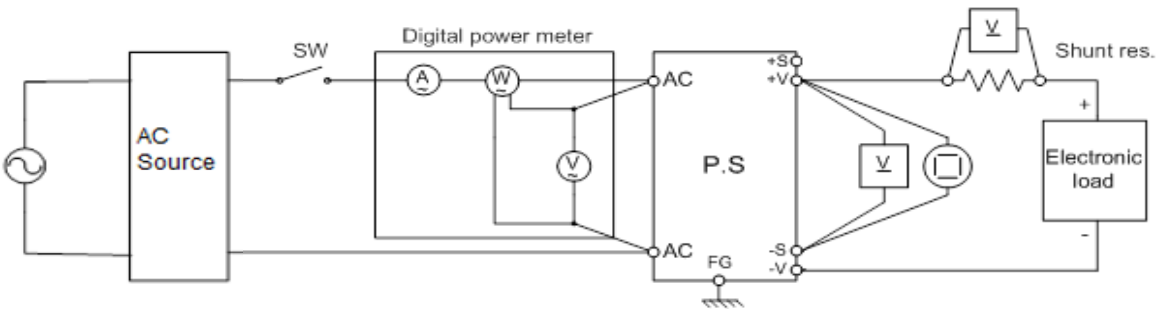 Digital power meter
SW
A
W
V
AC
Source
AC
AC
P.S
FG
+S
+V
-S
-V
V
V
Shunt res.
+
Electronic
load
-